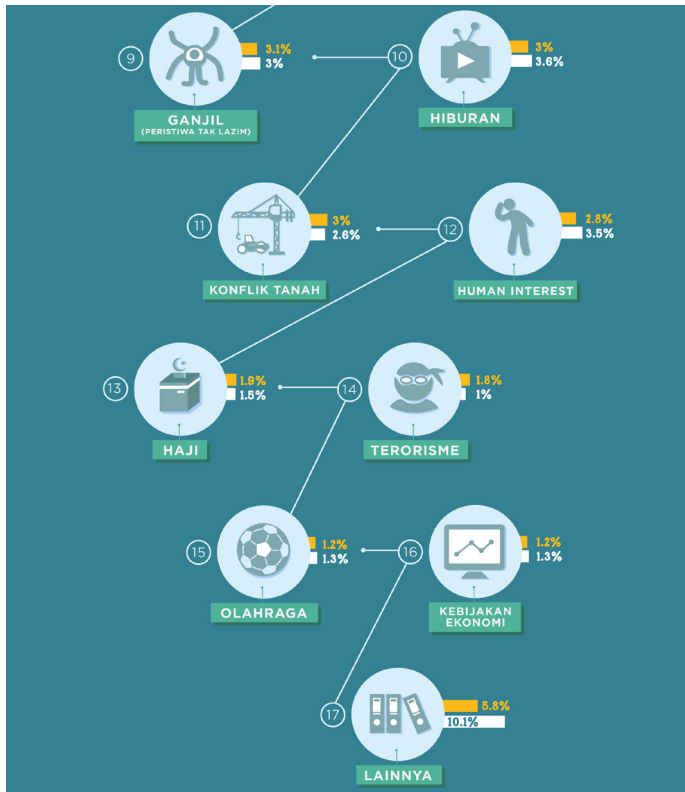 9
3.1%
3%
GANJIL
(PERISTIWA TAK LAZIM)
10
3%
3.6%
HIBURAN
11
3%
2.6%
KONFLIK TANAH
12
2.8%
3.5%
HUMAN INTEREST
13
1.9%
1.5%
HAJI
14
1.8%
1%
TERORISME
15
1.2%
1.3%
OLAHRAGA
16
1.2%
1.3%
KEBIJAKAN
EKONOMI
17
5.8%
10.1%
LAINNYA